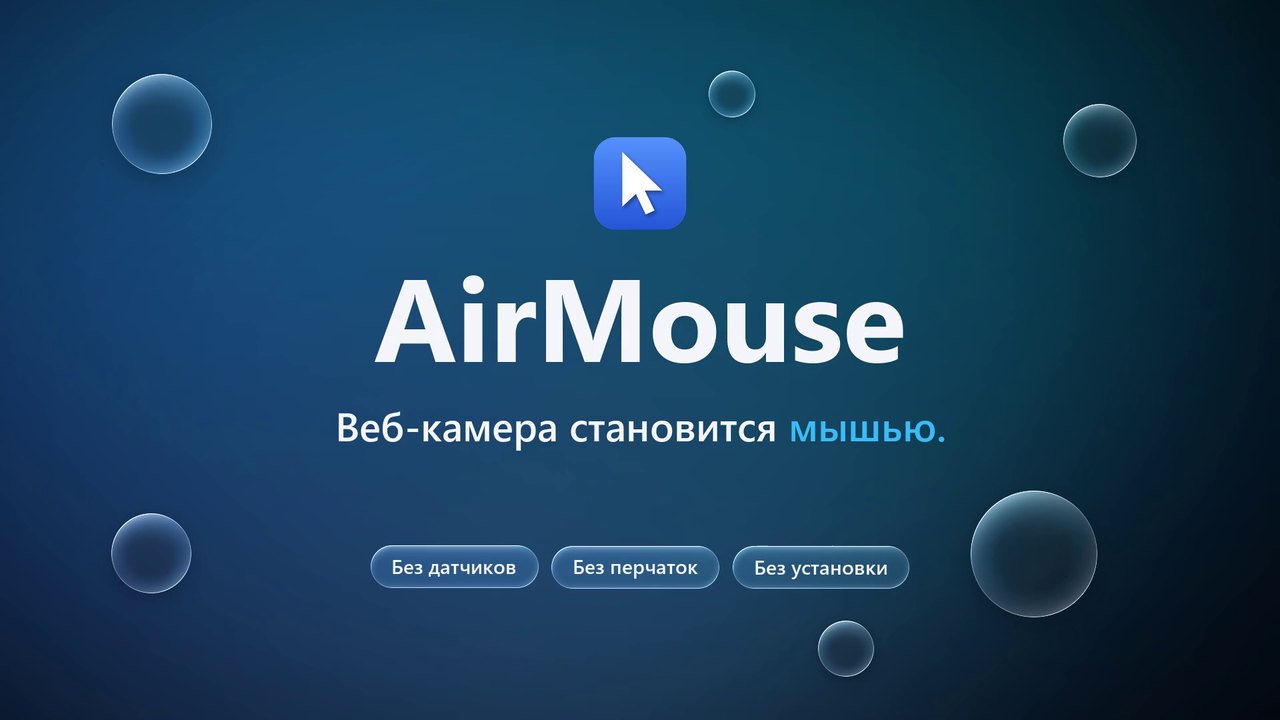 AirMouse
Веб-камера становится мышью.
Без датчиков
Без перчаток
Без установки